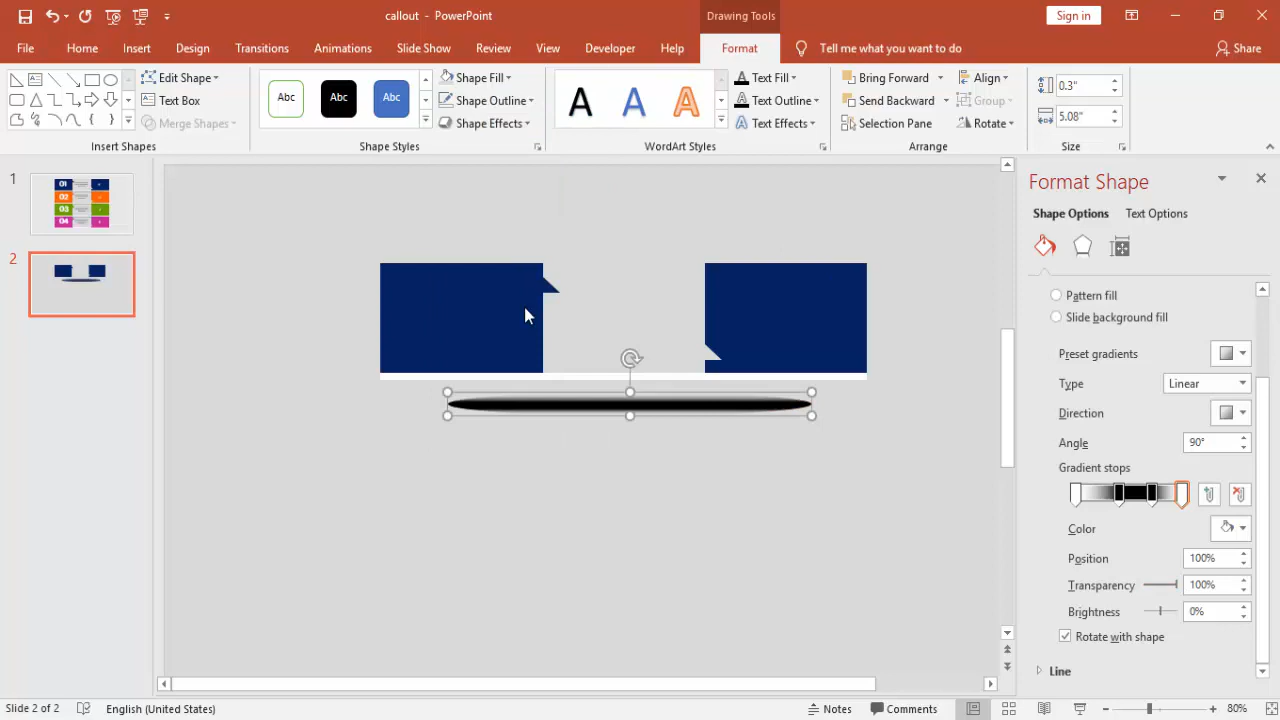 callout - PowerPoint
Drawing Tools
Sign in
File
Home
Insert
Design
Transitions
Animations
Slide Show
Review
View
Developer
Help
Format
Tell me what you want to do
Share
Edit Shape
Text Box
Merge Shapes
Insert Shapes
Abc
Abc
Abc
Shape Fill
Shape Outline
Shape Effects
Shape Styles
A
A
A
Text Fill
Text Outline
Text Effects
WordArt Styles
Bring Forward
Send Backward
Selection Pane
Align
Group
Rotate
Arrange
0.3"
5.08"
Size
1
01
02
03
04
2
Format Shape
Shape Options
Text Options
Pattern fill
Slide background fill
Preset gradients
Type
Linear
Direction
Angle
90°
Gradient stops
Color
Position
100%
Transparency
100%
Brightness
0%
Rotate with shape
Line
Slide 2 of 2
English (United States)
Notes
Comments
80%